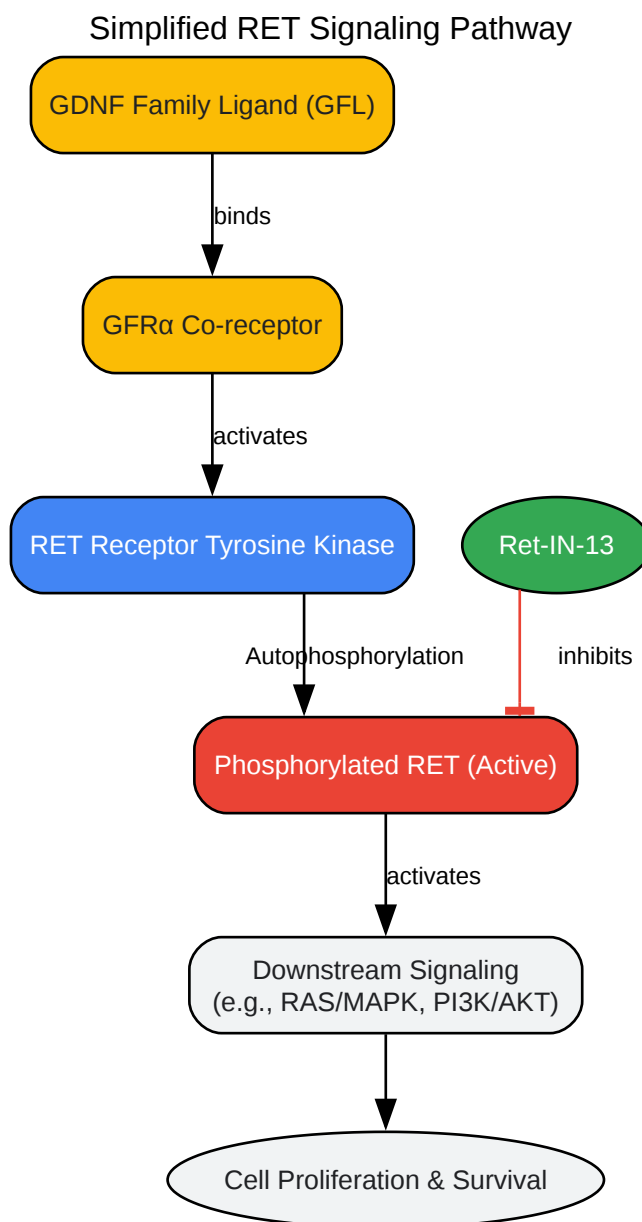 Simplified RET Signaling Pathway
GDNF Family Ligand (GFL)
binds
GFRα Co-receptor
activates
RET Receptor Tyrosine Kinase
Ret-IN-13
Autophosphorylation
inhibits
Phosphorylated RET (Active)
activates
Downstream Signaling
(e.g., RAS/MAPK, PI3K/AKT)
Cell Proliferation & Survival